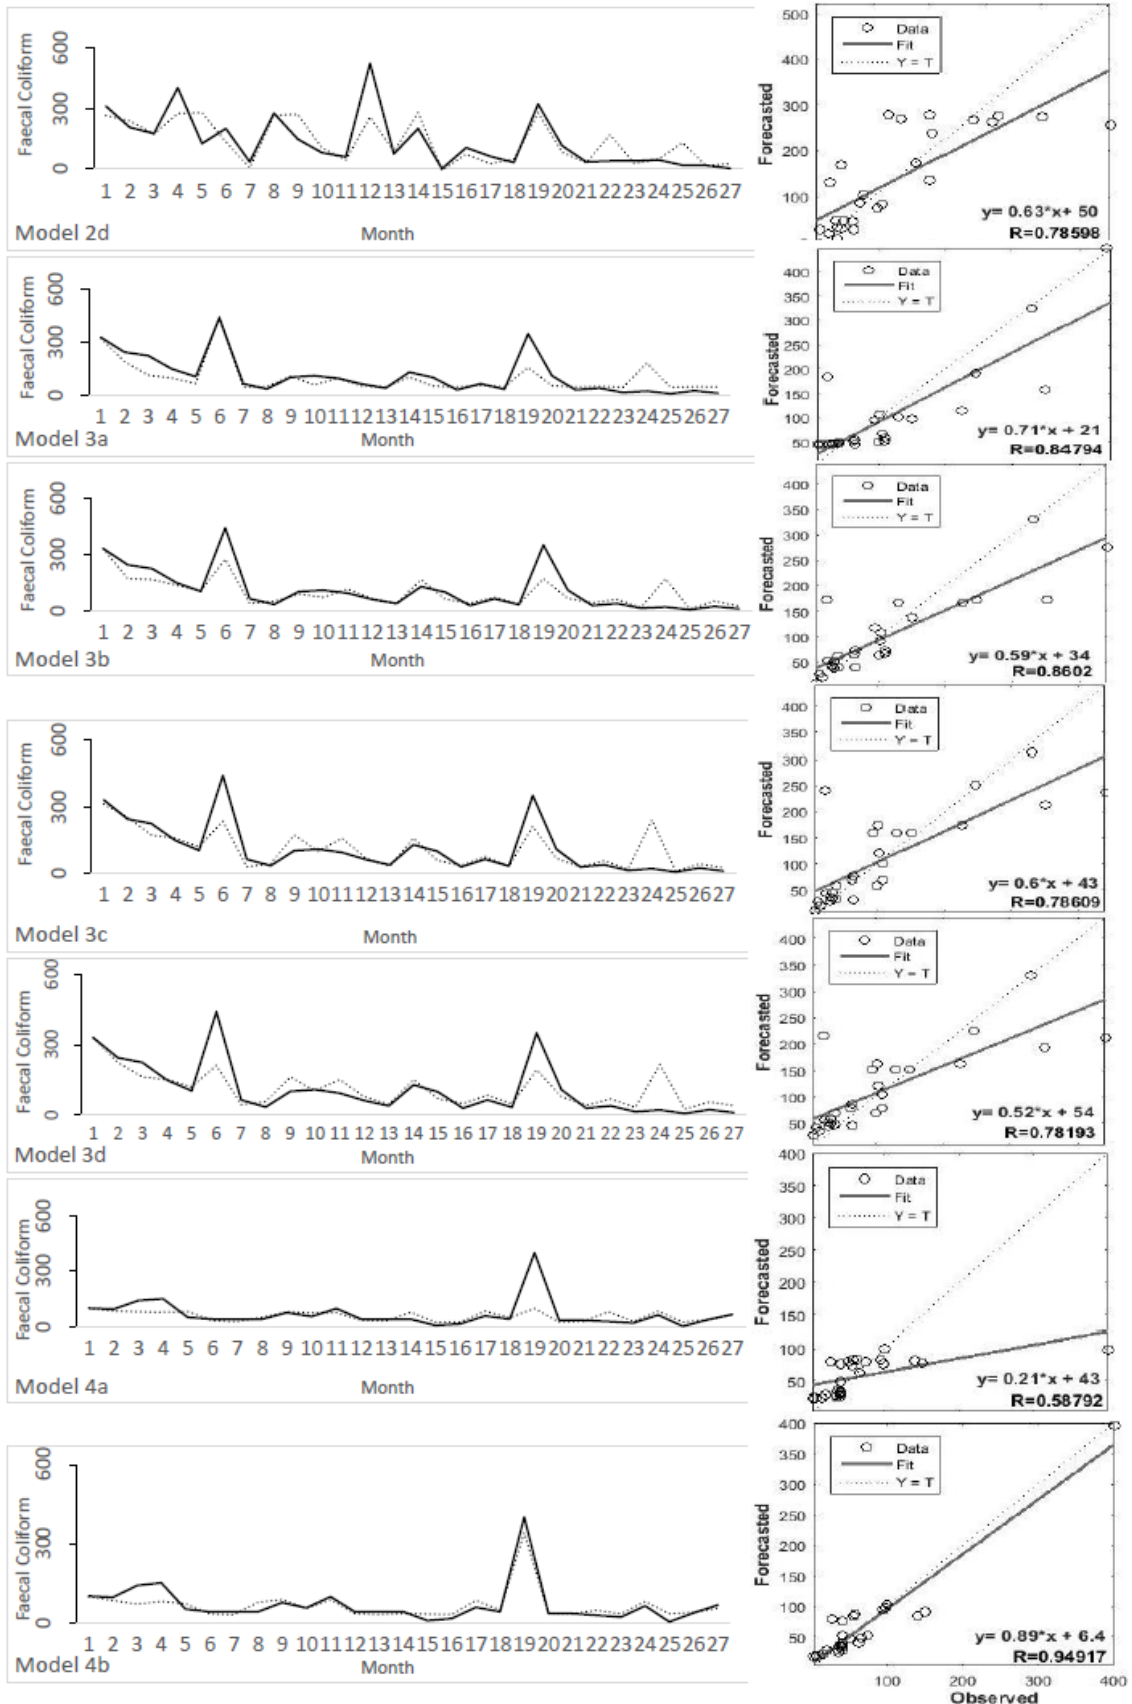 600
300
0
Faecal Coliform
1 2 3 4 5 6 7 8 9 10 11 12 13 14 15 16 17 18 19 20 21 22 23 24 25 26 27
Model 2d
Month
500
400
300
200
100
Forecasted
Data
Fit
Y = T
y= 0.63*x+ 50
R=0.78598
600
300
0
Faecal Coliform
1 2 3 4 5 6 7 8 9 10 11 12 13 14 15 16 17 18 19 20 21 22 23 24 25 26 27
Model 3a
Month
400
350
300
250
200
150
100
50
Forecasted
Data
Fit
Y = T
y= 0.71*x + 21
R=0.84794
600
300
0
Faecal Coliform
1 2 3 4 5 6 7 8 9 10 11 12 13 14 15 16 17 18 19 20 21 22 23 24 25 26 27
Model 3b
Month
400
350
300
250
200
150
100
50
Forecasted
Data
Fit
Y = T
y= 0.59*x + 34
R=0.8602
600
300
0
Faecal Coliform
1 2 3 4 5 6 7 8 9 10 11 12 13 14 15 16 17 18 19 20 21 22 23 24 25 26 27
Model 3c
Month
400
350
300
250
200
150
100
50
Forecasted
Data
Fit
Y = T
y = 0.6*x + 43
R=0.78609
600
300
0
Faecal Coliform
1 2 3 4 5 6 7 8 9 10 11 12 13 14 15 16 17 18 19 20 21 22 23 24 25 26 27
Model 3d
Month
400
350
300
250
200
150
100
50
Forecasted
Data
Fit
Y = T
y = 0.52*x + 54
R=0.78193
600
300
0
Faecal Coliform
1 2 3 4 5 6 7 8 9 10 11 12 13 14 15 16 17 18 19 20 21 22 23 24 25 26 27
Model 4a
Month
400
350
300
250
200
150
100
50
Forecasted
Data
Fit
Y = T
y= 0.21*x + 43
R=0.58792
600
300
0
Faecal Coliform
1 2 3 4 5 6 7 8 9 10 11 12 13 14 15 16 17 18 19 20 21 22 23 24 25 26 27
Model 4b
Month
400
350
300
250
200
150
100
50
Forecasted
Data
Fit
Y = T
y= 0.89*x + 6.4
R=0.94917
100 200 300 400
Observed